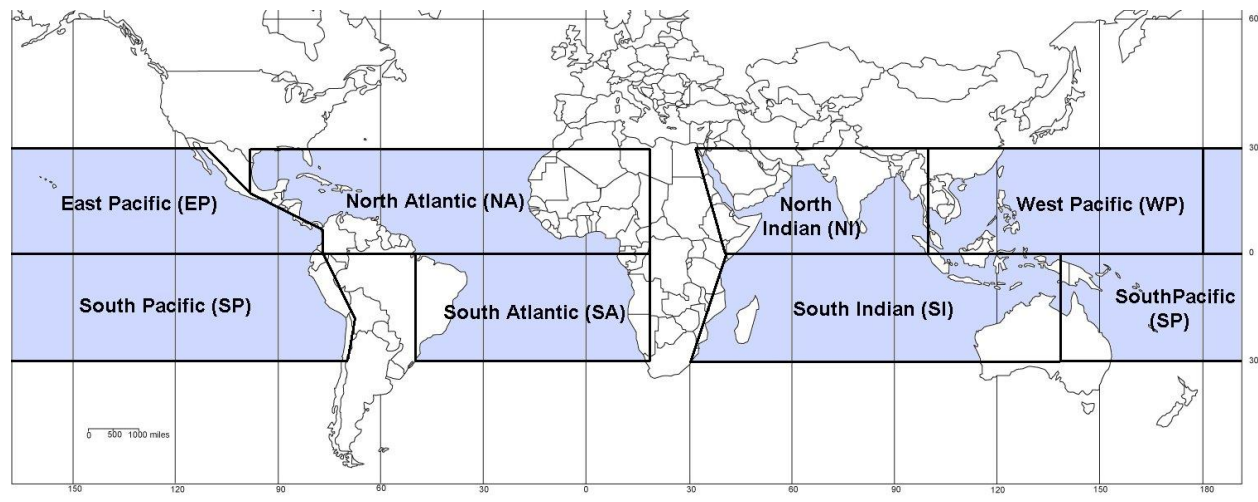 60
30
East Pacific (EP)
North Atlantic (NA)
North
Indian (NI)
West Pacific (WP)
0
South Pacific (SP)
South Atlantic (SA)
South Indian (SI)
SouthPacific
(SP)
30
0 500 1000 miles
150 120 90 60 30 0 30 60 90 120 150 180